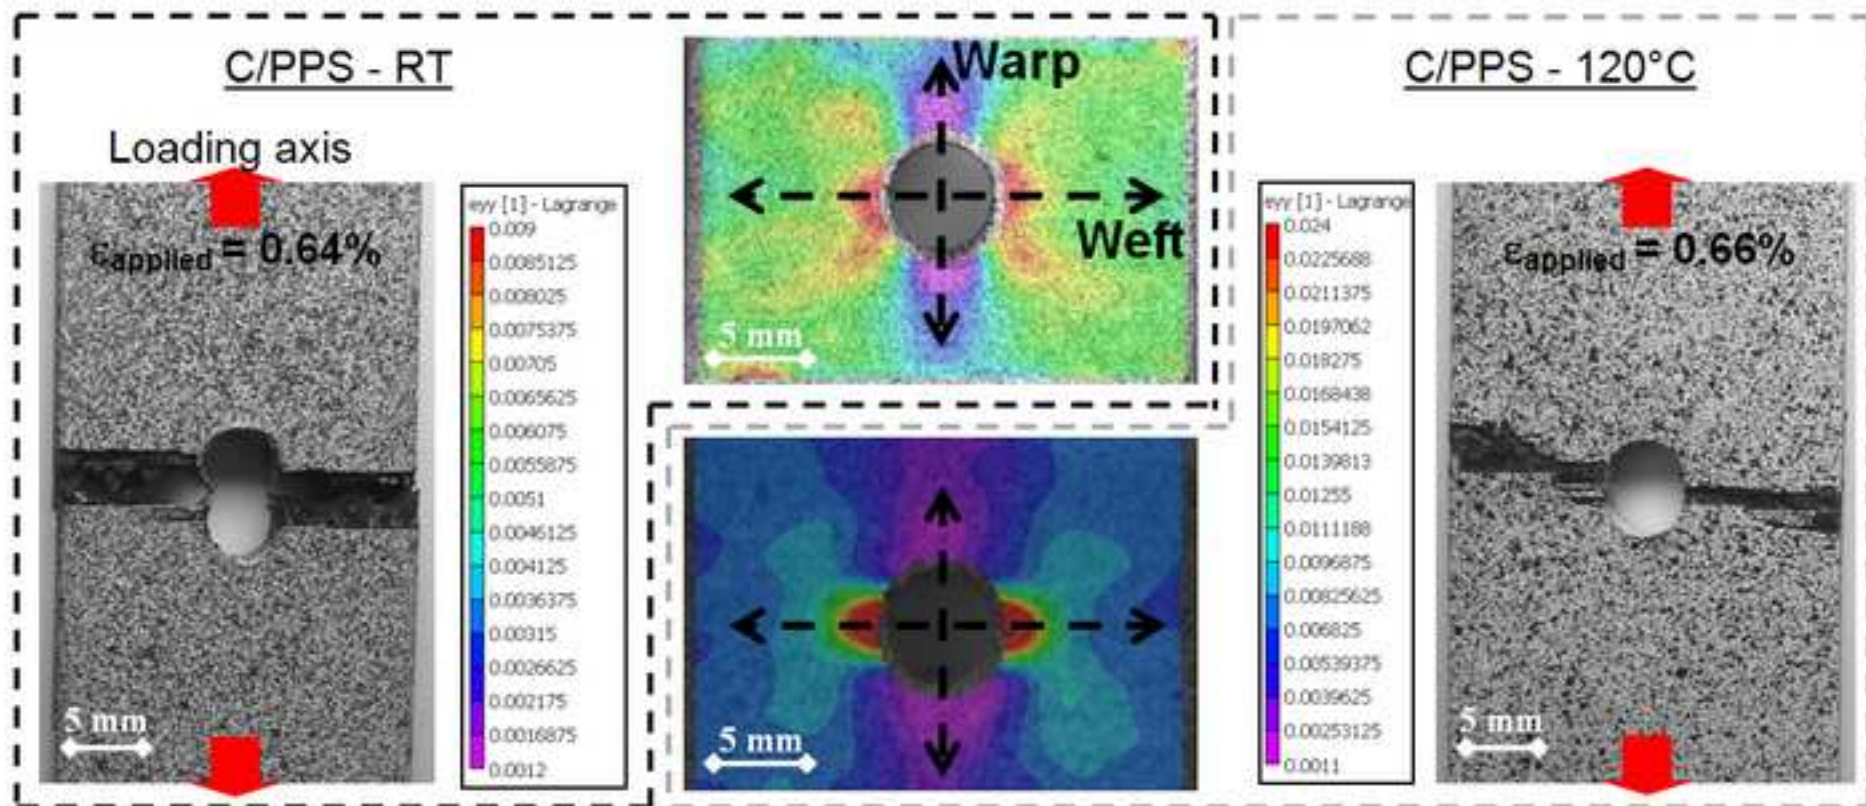 C/PPS - RT
Loading axis
εapplied = 0.64%
5 mm
eyy [1] - Lagrange
0.009
0.0085125
0.008025
0.0075375
0.00705
0.0065625
0.006075
0.0055875
0.0051
0.0046125
0.004125
0.0036375
0.00315
0.0026625
0.002175
0.0016875
0.0012
Warp
Weft
5 mm
5 mm
C/PPS - 120°C
eyy [1] - Lagrange
0.024
0.0225688
0.0211375
0.0197062
0.018275
0.0168438
0.0154125
0.0139813
0.01255
0.0111188
0.0096875
0.00825625
0.006825
0.00539375
0.0039625
0.00253125
0.0011
εapplied = 0.66%
5 mm